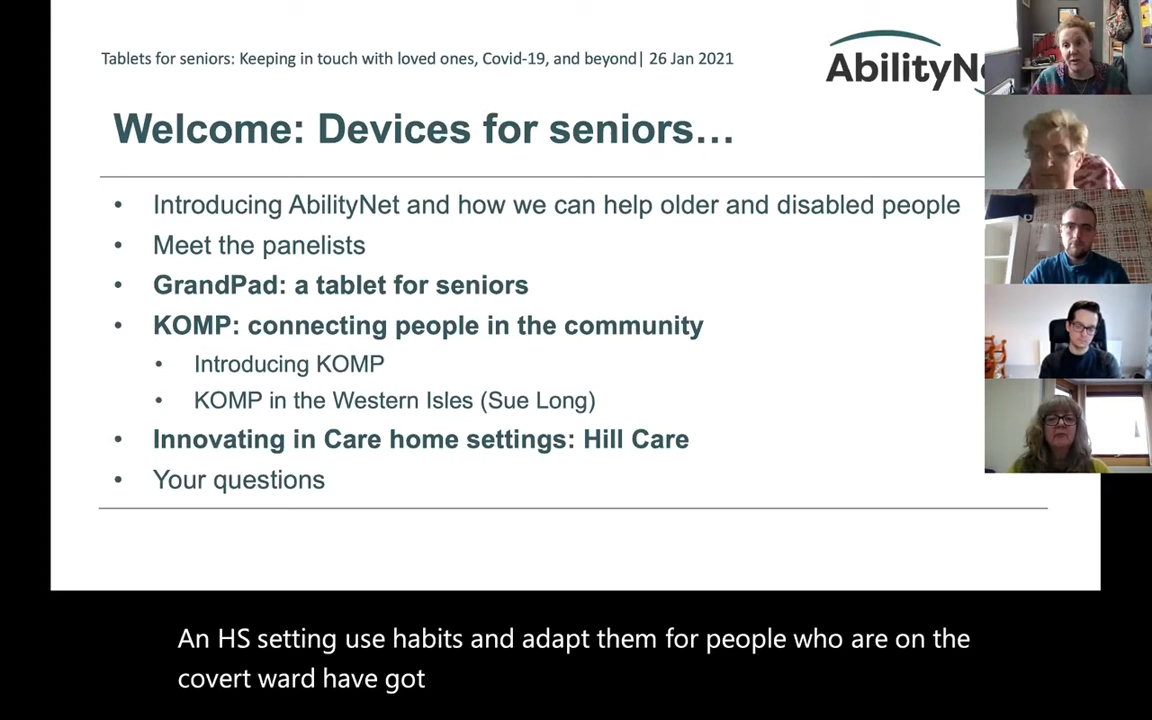 Tablets for seniors: Keeping in touch with loved ones, Covid-19, and beyond| 26 Jan 2021
AbilityN
Welcome: Devices for seniors…
• Introducing AbilityNet and how we can help older and disabled people
• Meet the panelists
• GrandPad: a tablet for seniors
• KOMP: connecting people in the community
• Introducing KOMP
• KOMP in the Western Isles (Sue Long)
• Innovating in Care home settings: Hill Care
• Your questions
An HS setting use habits and adapt them for people who are on the
covert ward have got